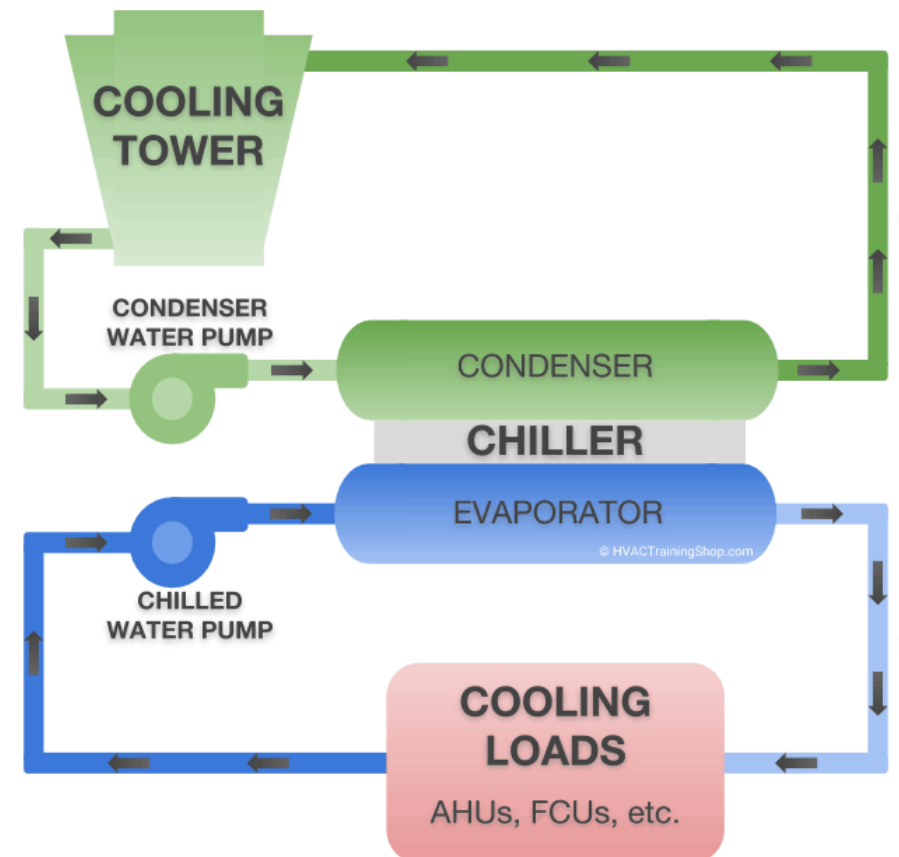 COOLING
TOWER
CONDENSER
WATER PUMP
CONDENSER
CHILLER
EVAPORATOR
© HVACTrainingShop.com
CHILLED
WATER PUMP
COOLING
LOADS
AHUs, FCUs, etc.